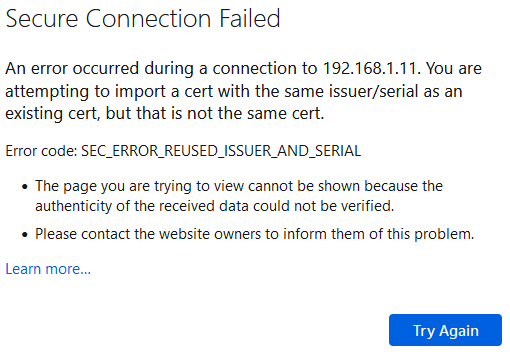 Secure Connection Failed
An error occurred during a connection to 192.168.1.11. You are
attempting to import a cert with the same issuer/serial as an
existing cert, but that is not the same cert.
Error code: SEC_ERROR_REUSED_ISSUER_AND_SERIAL
• The page you are trying to view cannot be shown because the
authenticity of the received data could not be verified.
• Please contact the website owners to inform them of this problem.
Learn more...
Try Again